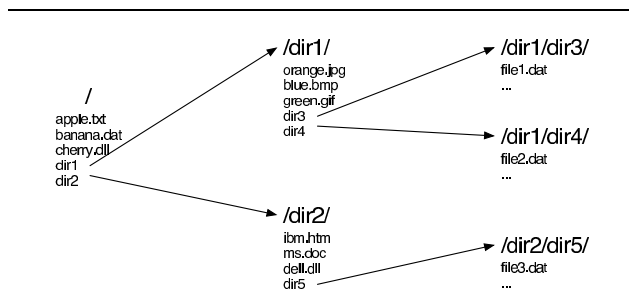 /
apple.txt
banana.dat
cherry.dll
dir1
dir2
/dir1/
orange.jpg
blue.bmp
green.gif
dir3
dir4
/dir2/
ibm.htm
ms.doc
dell.dll
dir5
/dir1/dir3/
file1.dat
...
/dir1/dir4/
file2.dat
...
/dir2/dir5/
file3.dat
...